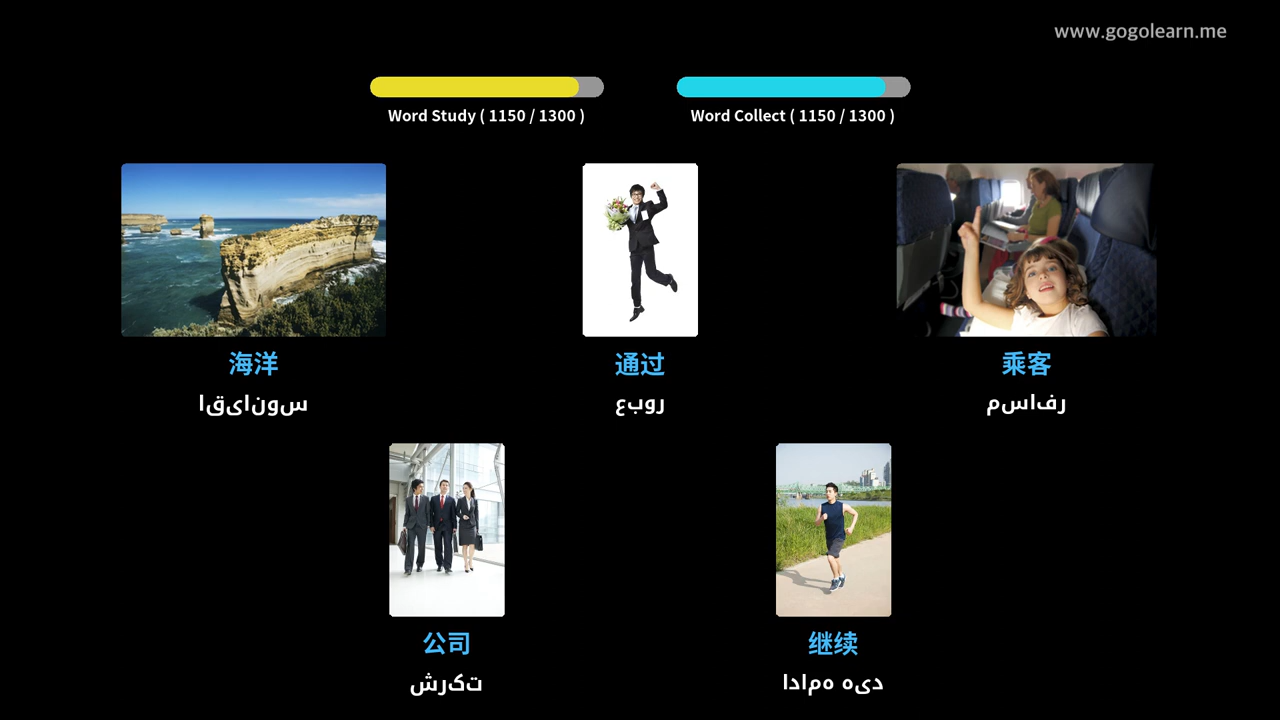 www.gogolearn.me
Word Study ( 1150 / 1300 )
Word Collect ( 1150 / 1300 )
海洋
اقیانوس
通过
عبور
乘客
مسافر
公司
شرکت
继续
ادامه هید